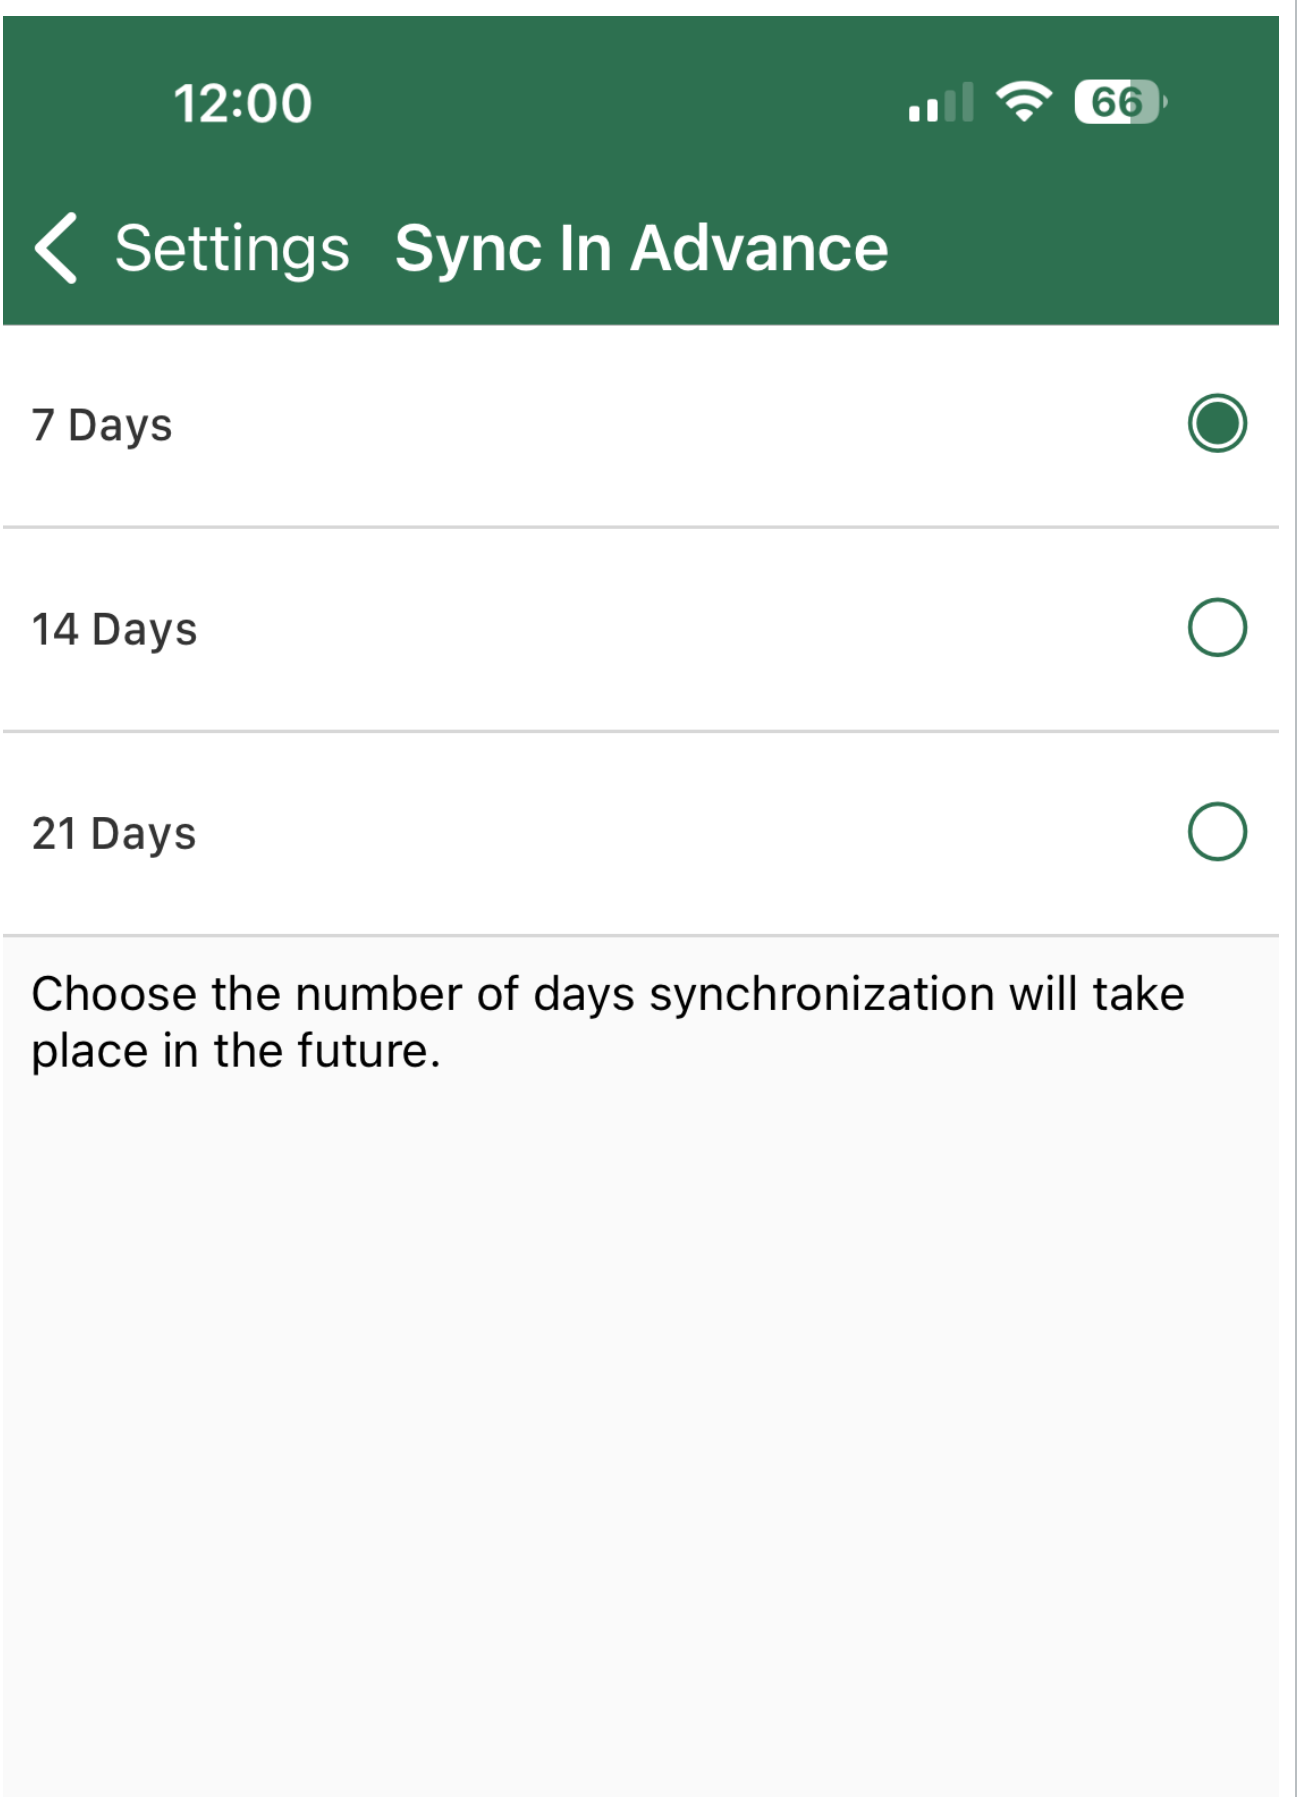 12:00 66
Settings Sync In Advance
7 Days
14 Days
21 Days
Choose the number of days synchronization will take
place in the future.